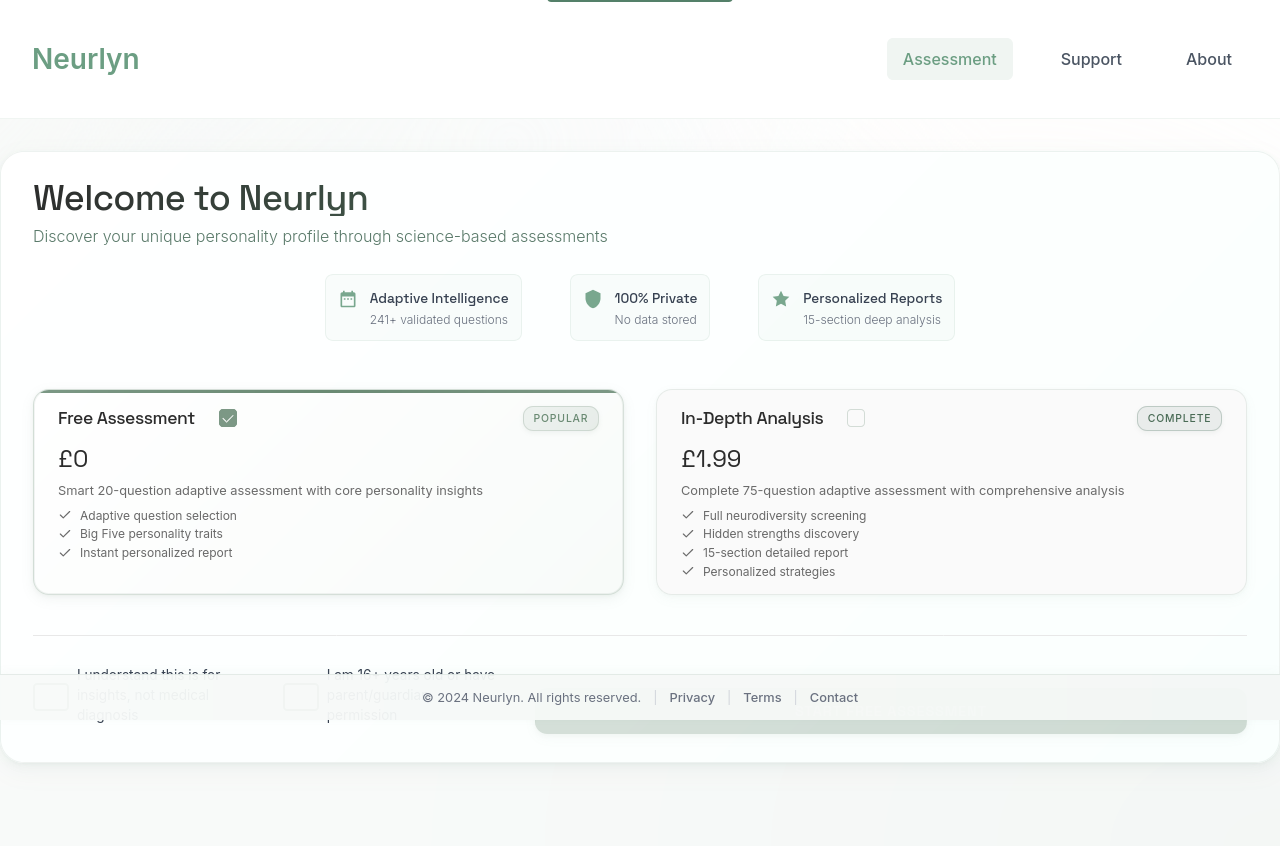 Neurlyn
Assessment
Support
About
Welcome to Neurlyn
Discover your unique personality profile through science-based assessments
Adaptive Intelligence
241+ validated questions
100% Private
No data stored
Personalized Reports
15-section deep analysis
Free Assessment
POPULAR
£0
Smart 20-question adaptive assessment with core personality insights
Adaptive question selection
Big Five personality traits
Instant personalized report
In-Depth Analysis
COMPLETE
£1.99
Complete 75-question adaptive assessment with comprehensive analysis
Full neurodiversity screening
Hidden strengths discovery
15-section detailed report
Personalized strategies
I understand this is for
insights, not medical
diagnosis
I am 16+ years old or have
parent/guardia
permission
© 2024 Neurlyn. All rights reserved. | Privacy | Terms | Contact